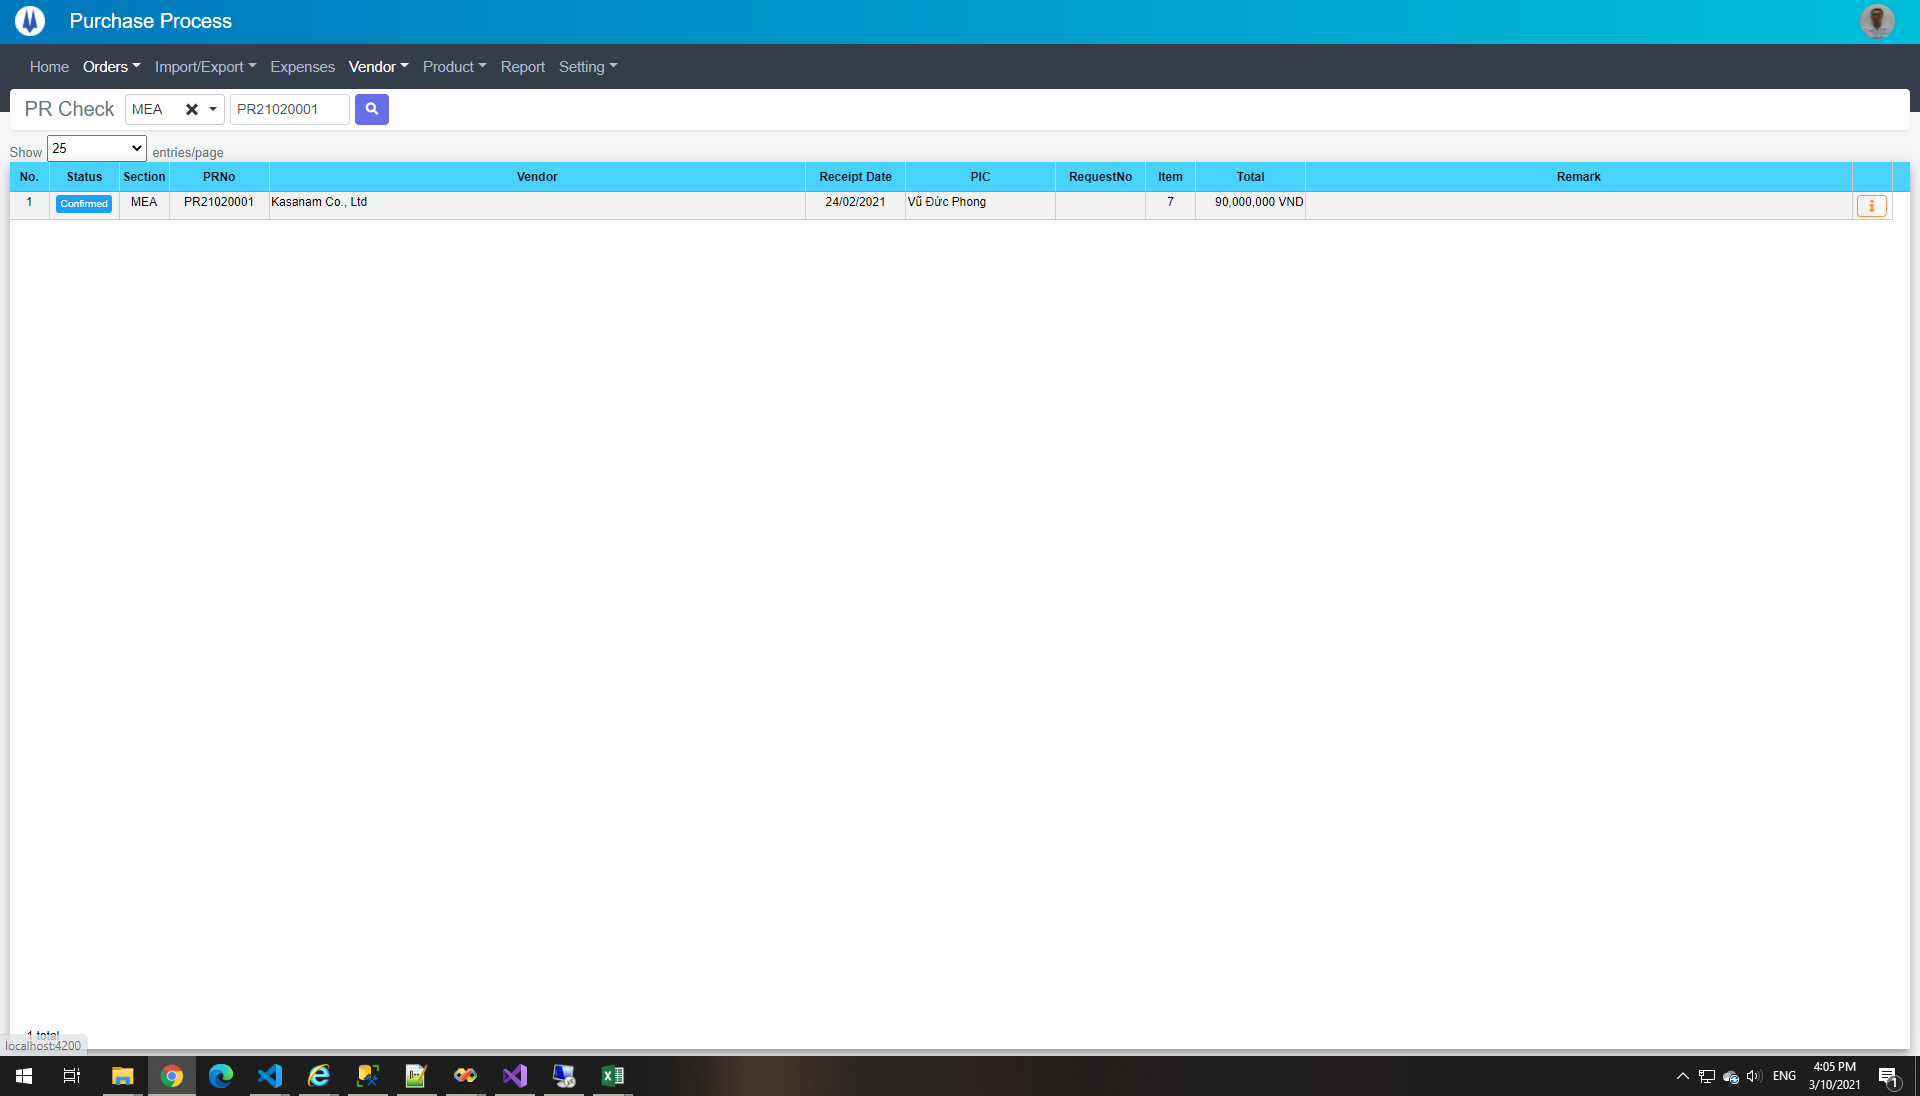 Purchase Process
Home Orders Import/Export Expenses Vendor Product Report Setting
PR Check MEA PR21020001
Show 25 entries/page
No. Status Section PRNo Vendor Receipt Date PIC RequestNo Item Total Remark
1 Confirmed MEA PR21020001 Kasanam Co., Ltd 24/02/2021 Vũ Đức Phong 7 90,000,000 VND
1 total
localhost:4200
ENG 4:05 PM
3/10/2021
1